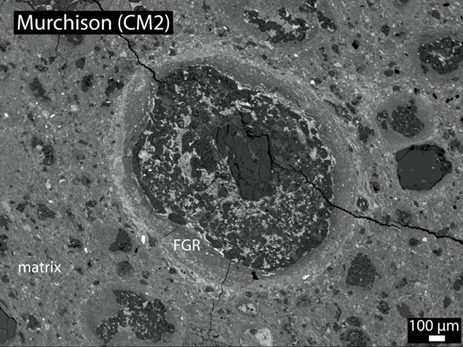 Murchison (CM2)
FGR
matrix
100 µm